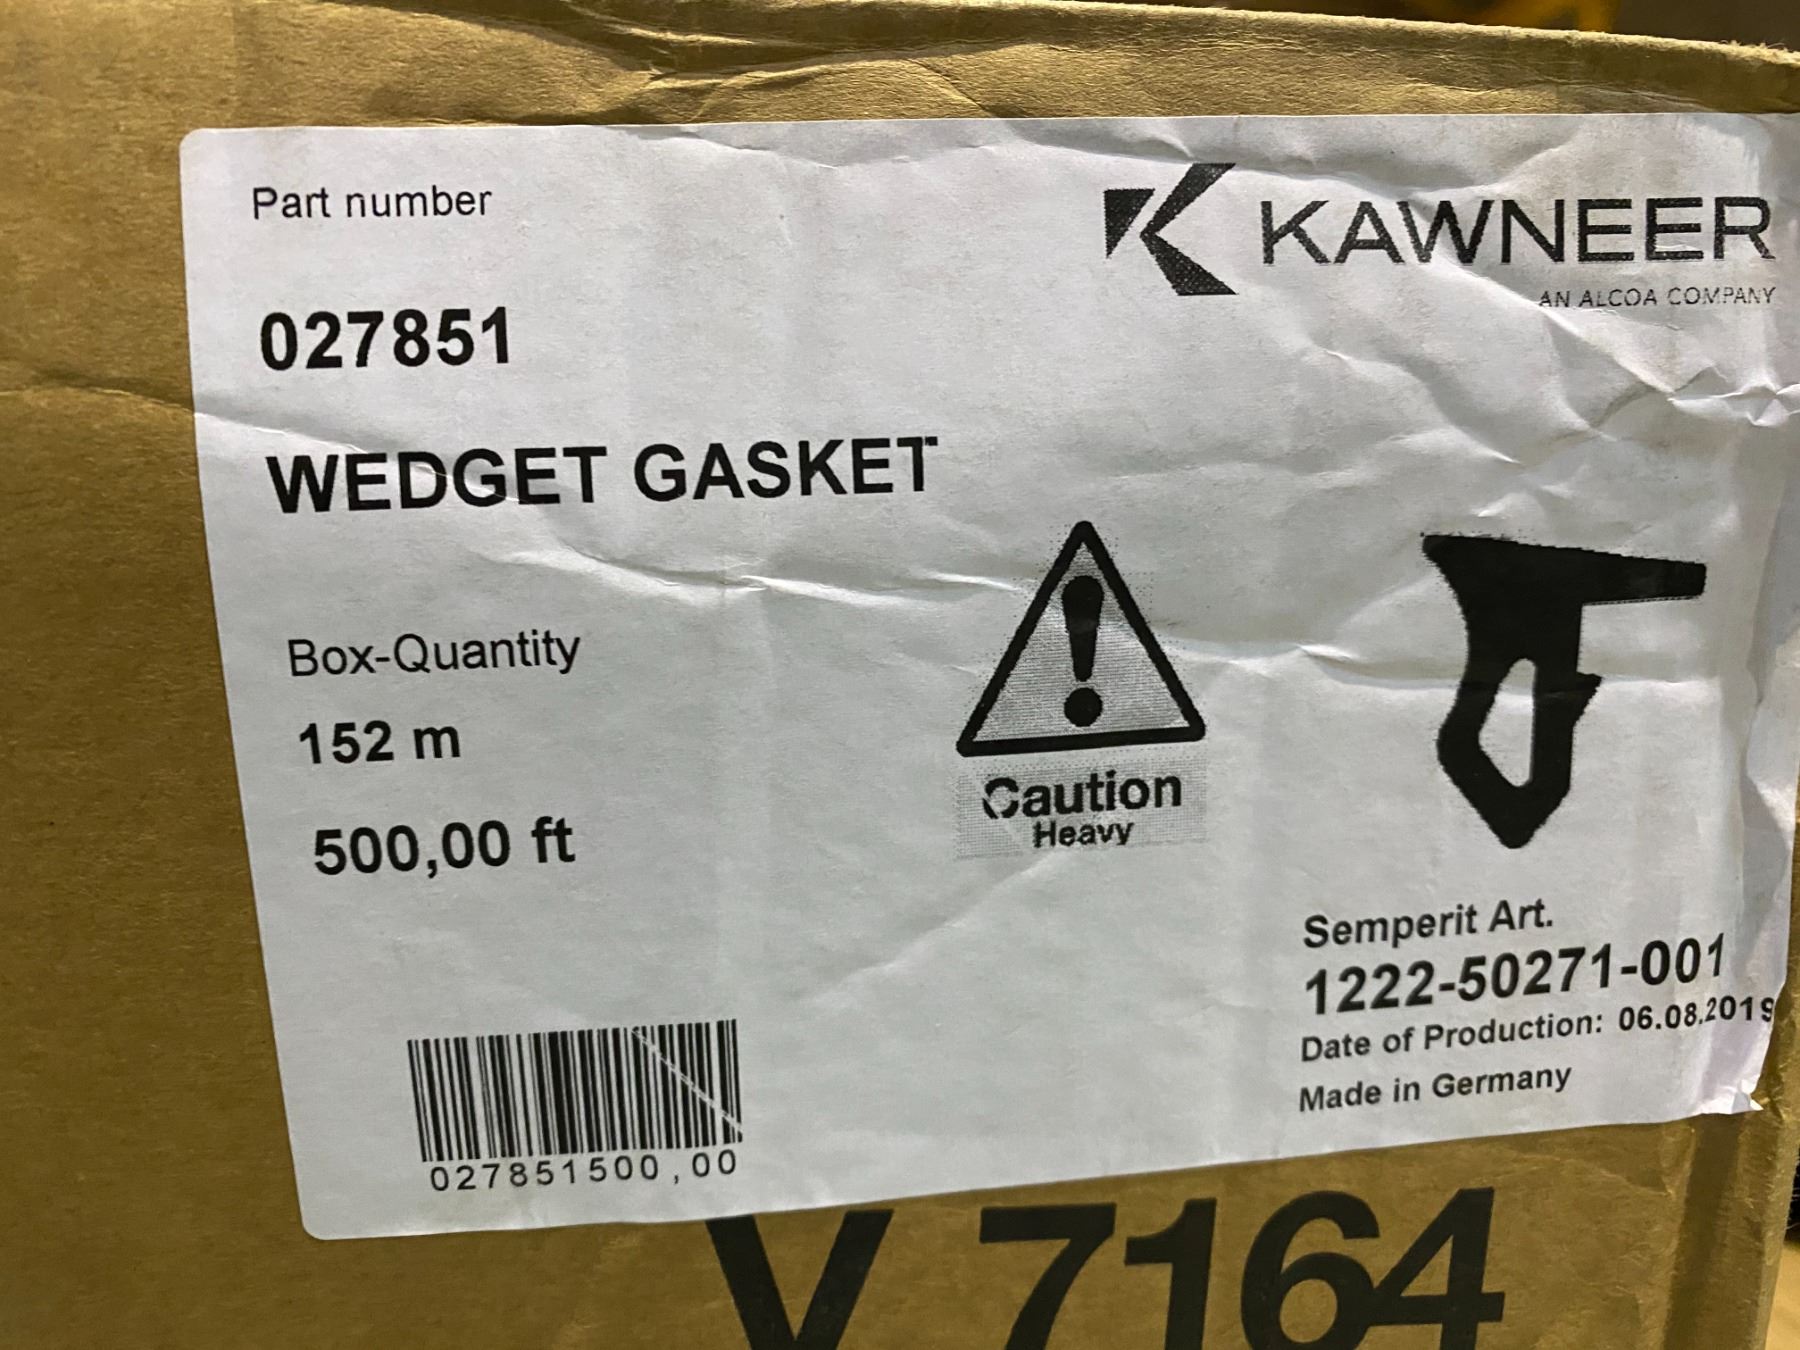 Part number
KAWNEER
AN ALCOA COMPANY
027851
WEDGET GASKET
Box-Quantity
152 m
500,00 ft
Caution
Heavy
Semperit Art.
1222-50271-001
Date of Production: 06.08.2019
Made in Germany
027851500,00
V 7164